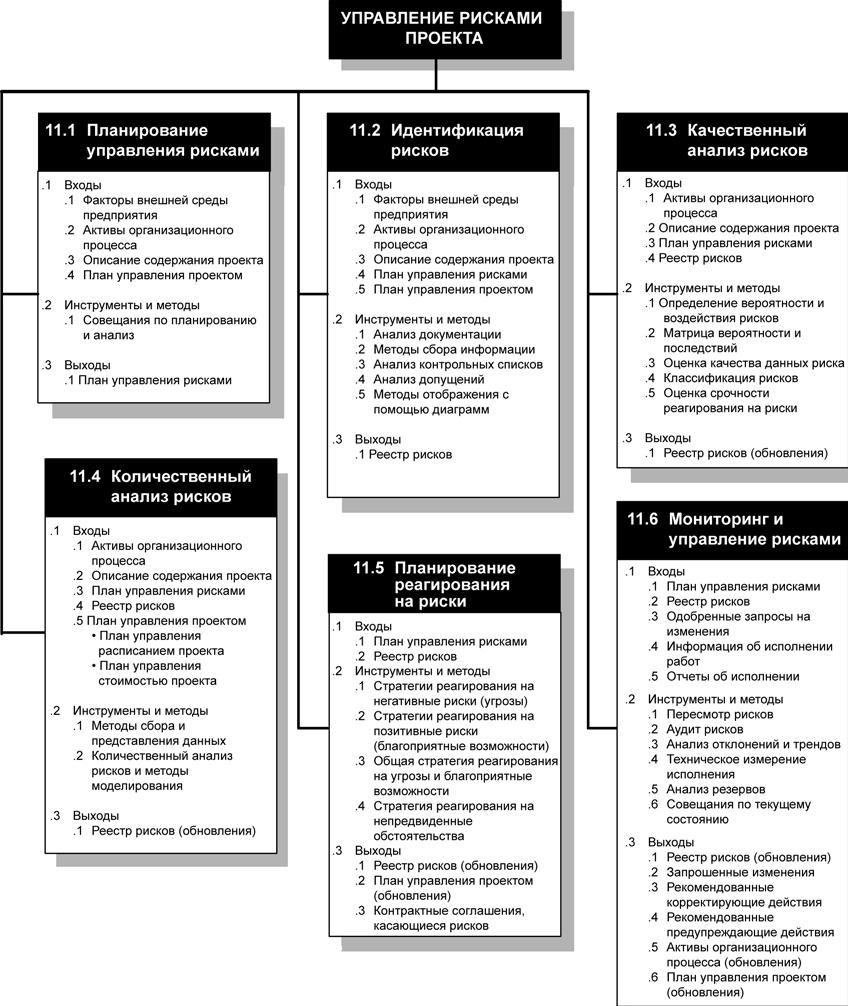 УПРАВЛЕНИЕ РИСКАМИ
ПРОЕКТА
11.1 Планирование
управления рисками
.1 Входы
.1 Факторы внешней среды
предприятия
.2 Активы организационного
процесса
.3 Описание содержания проекта
.4 План управления проектом
.2 Инструменты и методы
.1 Совещания по планированию
и анализ
.3 Выходы
.1 План управления рисками
11.2 Идентификация
рисков
.1 Входы
.1 Факторы внешней среды
предприятия
.2 Активы организационного
процесса
.3 Описание содержания проекта
.4 План управления рисками
.5 План управления проектом
.2 Инструменты и методы
.1 Анализ документации
.2 Методы сбора информации
.3 Анализ контрольных списков
.4 Анализ допущений
.5 Методы отображения с
помощью диаграмм
.3 Выходы
.1 Реестр рисков
11.3 Качественный
анализ рисков
.1 Входы
.1 Активы организационного
процесса
.2 Описание содержания проекта
.3 План управления рисками
.4 Реестр рисков
.2 Инструменты и методы
.1 Определение вероятности и
воздействия рисков
.2 Матрица вероятности и
последствий
.3 Оценка качества данных риска
.4 Классификация рисков
.5 Оценка срочности
реагирования на риски
.3 Выходы
.1 Реестр рисков (обновления)
11.4 Количественный
анализ рисков
.1 Входы
.1 Активы организационного
процесса
.2 Описание содержания проекта
.3 План управления рисками
.4 Реестр рисков
.5 План управления проектом
• План управления
расписанием проекта
• План управления
стоимостью проекта
.2 Инструменты и методы
.1 Методы сбора и
представления данных
.2 Количественный анализ
рисков и методы
моделирования
.3 Выходы
.1 Реестр рисков (обновления)
11.5 Планирование
реагирования
на риски
.1 Входы
.1 План управления рисками
.2 Реестр рисков
.2 Инструменты и методы
.1 Стратегии реагирования на
негативные риски (угрозы)
.2 Стратегии реагирования на
позитивные риски
(благоприятные возможности)
.3 Общая стратегия реагирования
на угрозы и благоприятные
возможности
.4 Стратегия реагирования на
непредвиденные
обстоятельства
.3 Выходы
.1 Реестр рисков (обновления)
.2 План управления проектом
(обновления)
.3 Контрактные соглашения,
касающиеся рисков
11.6 Мониторинг и
управление рисками
.1 Входы
.1 План управления рисками
.2 Реестр рисков
.3 Одобренные запросы на
изменения
.4 Информация об исполнении
работ
.5 Отчеты об исполнении
.2 Инструменты и методы
.1 Пересмотр рисков
.2 Аудит рисков
.3 Анализ отклонений и трендов
.4 Техническое измерение
исполнения
.5 Анализ резервов
.6 Совещания по текущему
состоянию
.3 Выходы
.1 Реестр рисков (обновления)
.2 Запрошенные изменения
.3 Рекомендованные
корректирующие действия
.4 Рекомендованные
предупреждающие действия
.5 Активы организационного
процесса (обновления)
.6 План управления проектом
(обновления)